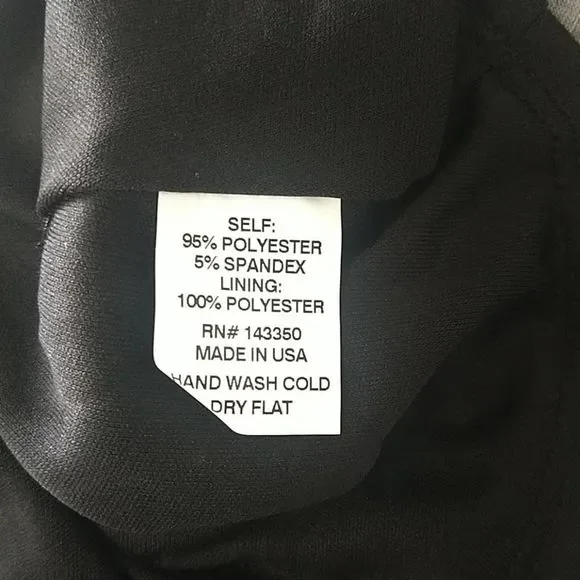 SELF:
95% POLYESTER
5% SPANDEX
LINING:
100% POLYESTER
RN# 143350
MADE IN USA
HAND WASH COLD
DRY FLAT